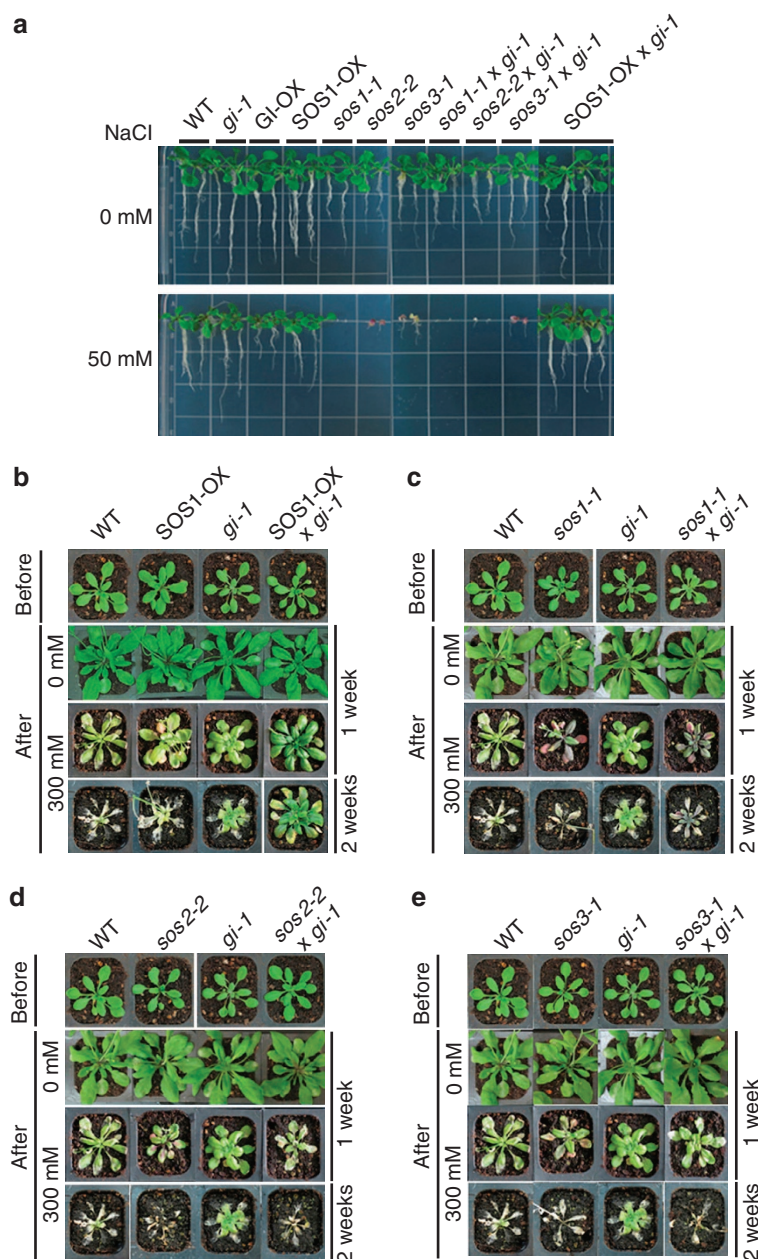 a
NaCl
WT
gi-1
GI-OX
SOS1-OX
sos1-1
sos2-2
sos3-1
sos1-1 x gi-1
sos2-2 x gi-1
sos3-1 x gi-1
SOS1-OX x gi-1
0 mM
50 mM
b
WT
SOS1-OX
gi-1
SOS1-OX
x gi-1
Before
After
0 mM
300 mM
1 week
2 weeks
c
WT
sos1-1
gi-1
sos1-1
x gi-1
Before
After
0 mM
300 mM
1 week
2 weeks
d
WT
sos2-2
gi-1
sos2-2
x gi-1
Before
After
0 mM
300 mM
1 week
2 weeks
e
WT
sos3-1
gi-1
sos3-1
x gi-1
Before
After
0 mM
300 mM
1 week
2 weeks